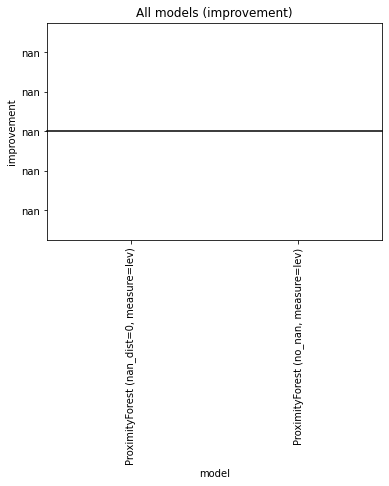 All models (improvement)
nan
nan
nan
nan
nan
improvement
ProximityForest (nan_dist=0, measure=lev)
ProximityForest (no_nan, measure=lev)
model